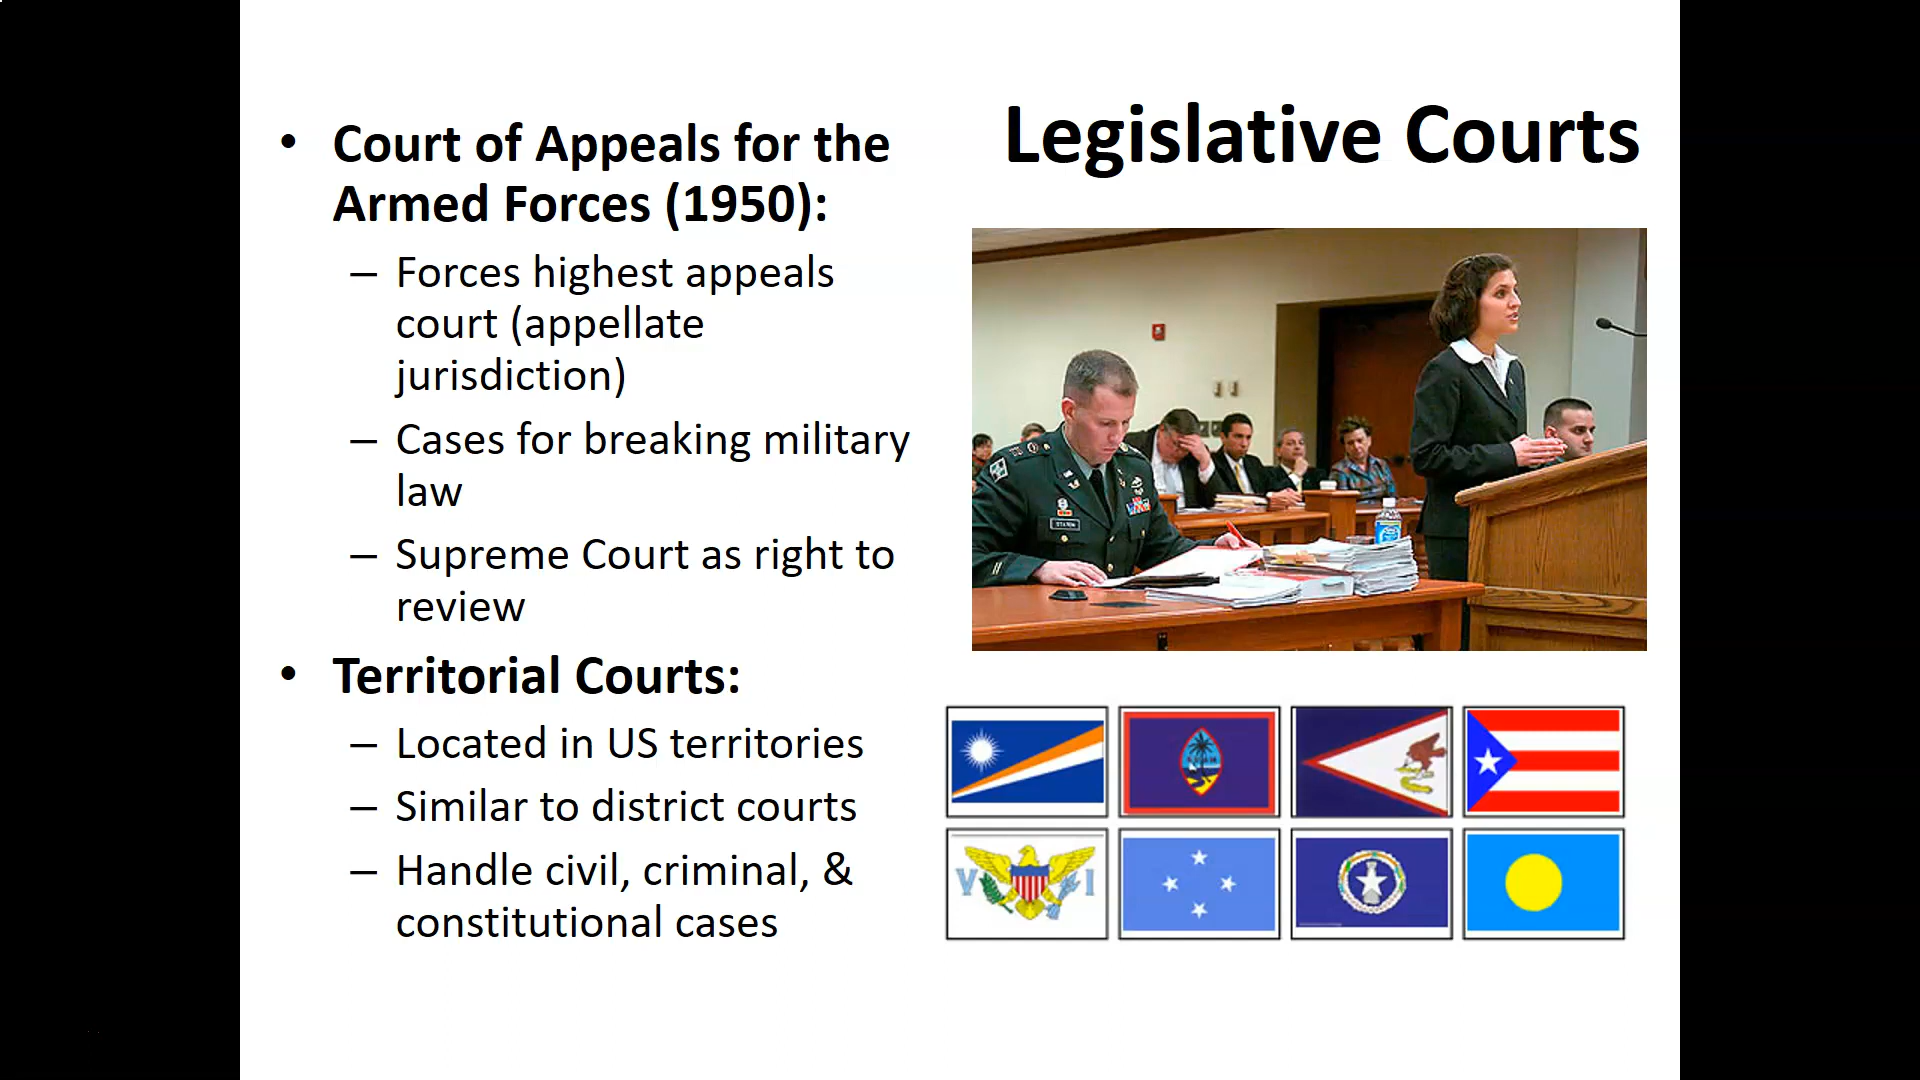 Legislative Courts
• Court of Appeals for the
Armed Forces (1950):
– Forces highest appeals
court (appellate
jurisdiction)
– Cases for breaking military
law
– Supreme Court as right to
review
• Territorial Courts:
– Located in US territories
– Similar to district courts
– Handle civil, criminal, &
constitutional cases
V I